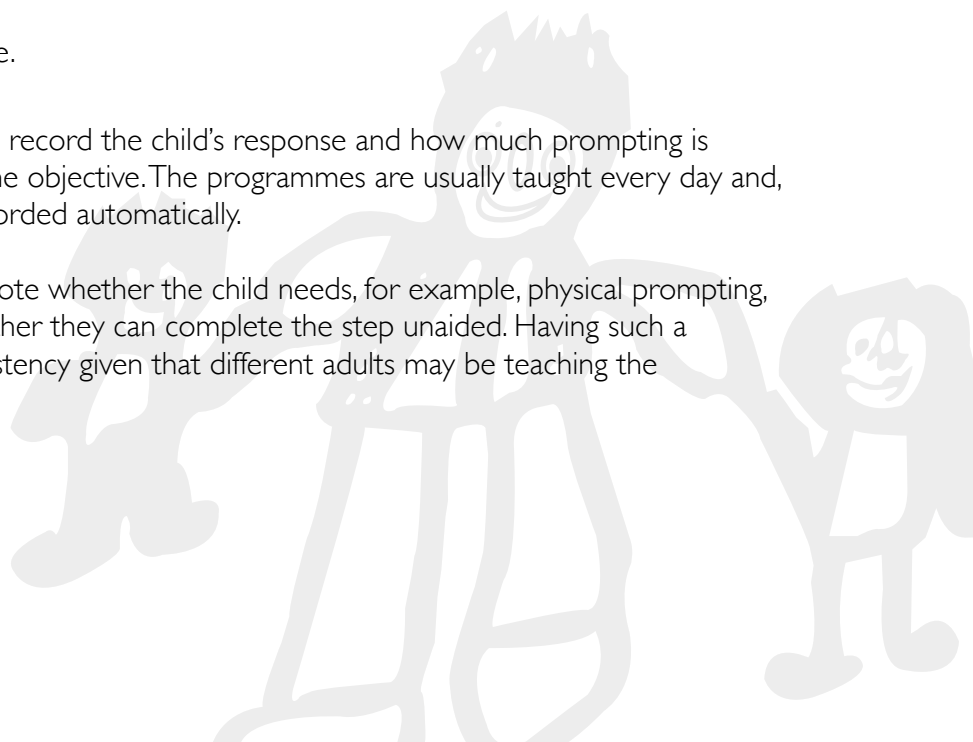 e.
record the child's response and how much prompting is
ne objective. The programmes are usually taught every day and,
orded automatically.
ote whether the child needs, for example, physical prompting,
ther they can complete the step unaided. Having such a
stency given that different adults may be teaching the